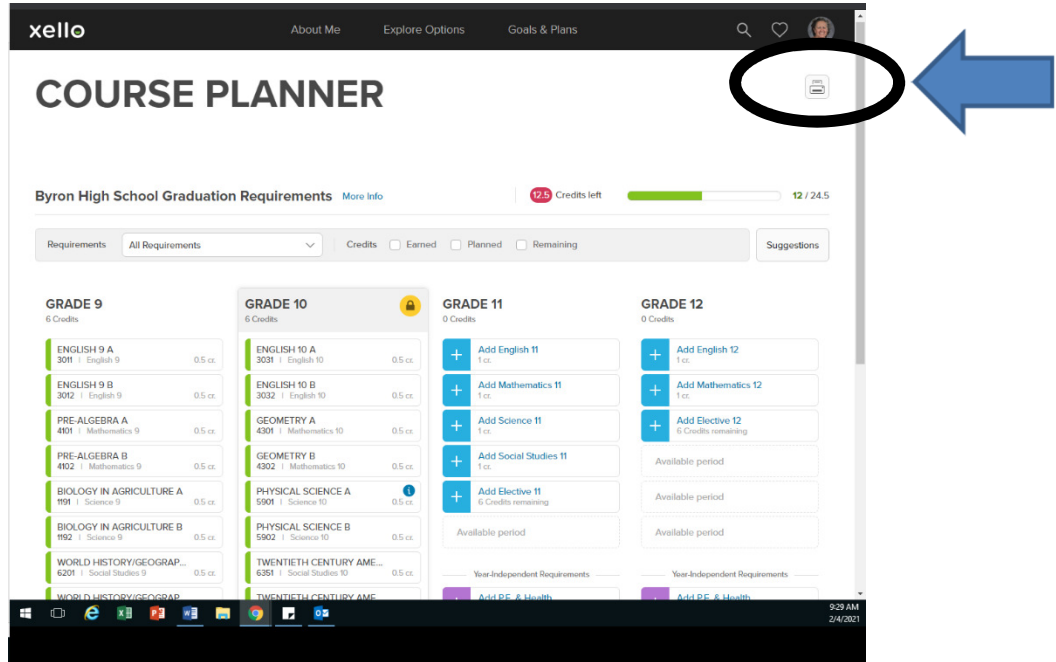 xello About Me Explore Options Goals & Plans
COURSE PLANNER
Byron High School Graduation Requirements More Info 12.5 Credits left 12 / 24.5
Requirements All Requirements Credits Earned Planned Remaining Suggestions
GRADE 9
6 Credits
ENGLISH 9 A
3011 | English 9 0.5 cr.
ENGLISH 9 B
3012 | English 9 0.5 cr.
PRE-ALGEBRA A
4101 | Mathematics 9 0.5 cr.
PRE-ALGEBRA B
4102 | Mathematics 9 0.5 cr.
BIOLOGY IN AGRICULTURE A
1191 | Science 9 0.5 cr.
BIOLOGY IN AGRICULTURE B
1192 | Science 9 0.5 cr.
WORLD HISTORY/GEOGRAP...
6201 | Social Studies 9 0.5 cr.
WORLD HISTORY/GEOGRAP
GRADE 10
6 Credits
ENGLISH 10 A
3031 | English 10 0.5 cr.
ENGLISH 10 B
3032 | English 10 0.5 cr.
GEOMETRY A
4301 | Mathematics 10 0.5 cr.
GEOMETRY B
4302 | Mathematics 10 0.5 cr.
PHYSICAL SCIENCE A
5901 | Science 10 0.5 cr.
PHYSICAL SCIENCE B
5902 | Science 10 0.5 cr.
TWENTIETH CENTURY AME...
6351 | Social Studies 10 0.5 cr.
TWENTIETH CENTURY AME
GRADE 11
0 Credits
Add English 11
1 cr.
Add Mathematics 11
1 cr.
Add Science 11
1 cr.
Add Social Studies 11
1 cr.
Add Elective 11
6 Credits remaining
Available period
Year-Independent Requirements
Add P.E. & Health
GRADE 12
0 Credits
Add English 12
1 cr.
Add Mathematics 12
1 cr.
Add Elective 12
6 Credits remaining
Available period
Available period
Available period
Year-Independent Requirements
Add P.E. & Health
9:29 AM
2/4/2021